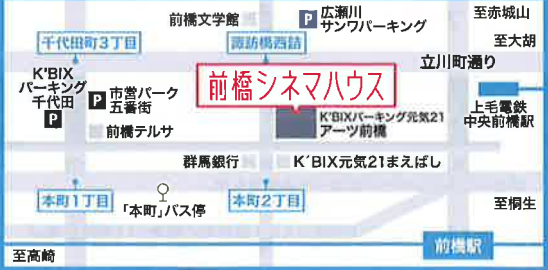 前橋文学館
P 広瀬川
サンワパーキング
至赤城山
千代田町3丁目
諏訪橋西詰
至大胡
立川町通り
K'BIX
パーキング
千代田
P
P 市営パーク
五番街
前橋シネマハウス
上毛電鉄
中央前橋駅
K'BIXパーキング元気21
アーツ前橋
前橋テルサ
群馬銀行
K´BIX元気21まえばし
本町1丁目
「本町」バス停
本町2丁目
至桐生
前橋駅
至高崎